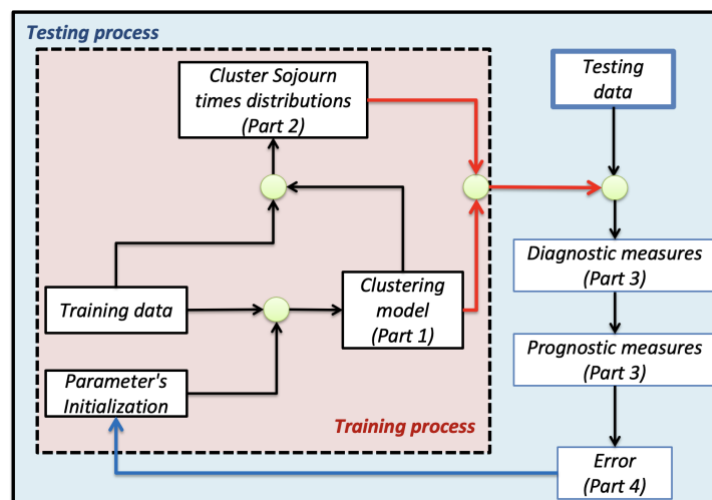 Testing process
Cluster Sojourn
times distributions
(Part 2)
Testing
data
Training data
Clustering
model
(Part 1)
Diagnostic measures
(Part 3)
Parameter's
Initialization
Prognostic measures
(Part 3)
Training process
Error
(Part 4)